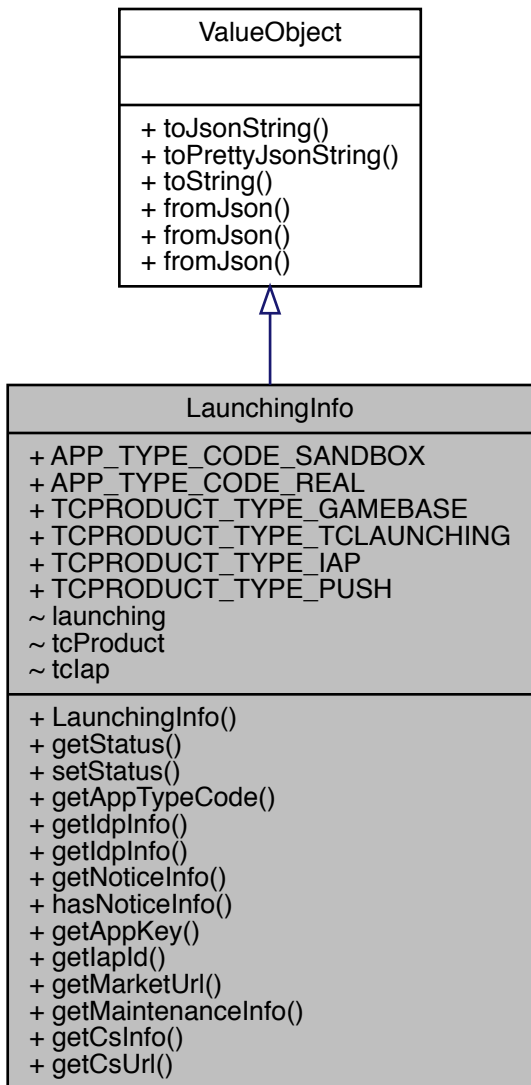 ValueObject
+ toJsonString()
+ toPrettyJsonString()
+ toString()
+ fromJson()
+ fromJson()
+ fromJson()
LaunchingInfo
+ APP_TYPE_CODE_SANDBOX
+ APP_TYPE_CODE_REAL
+ TCPRODUCT_TYPE_GAMEBASE
+ TCPRODUCT_TYPE_TCLAUNCHING
+ TCPRODUCT_TYPE_IAP
+ TCPRODUCT_TYPE_PUSH
~ launching
~ tcProduct
~ tcIap
+ LaunchingInfo()
+ getStatus()
+ setStatus()
+ getAppTypeCode()
+ getIdpInfo()
+ getIdpInfo()
+ getNoticeInfo()
+ hasNoticeInfo()
+ getAppKey()
+ getIapId()
+ getMarketUrl()
+ getMaintenanceInfo()
+ getCsInfo()
+ getCsUrl()